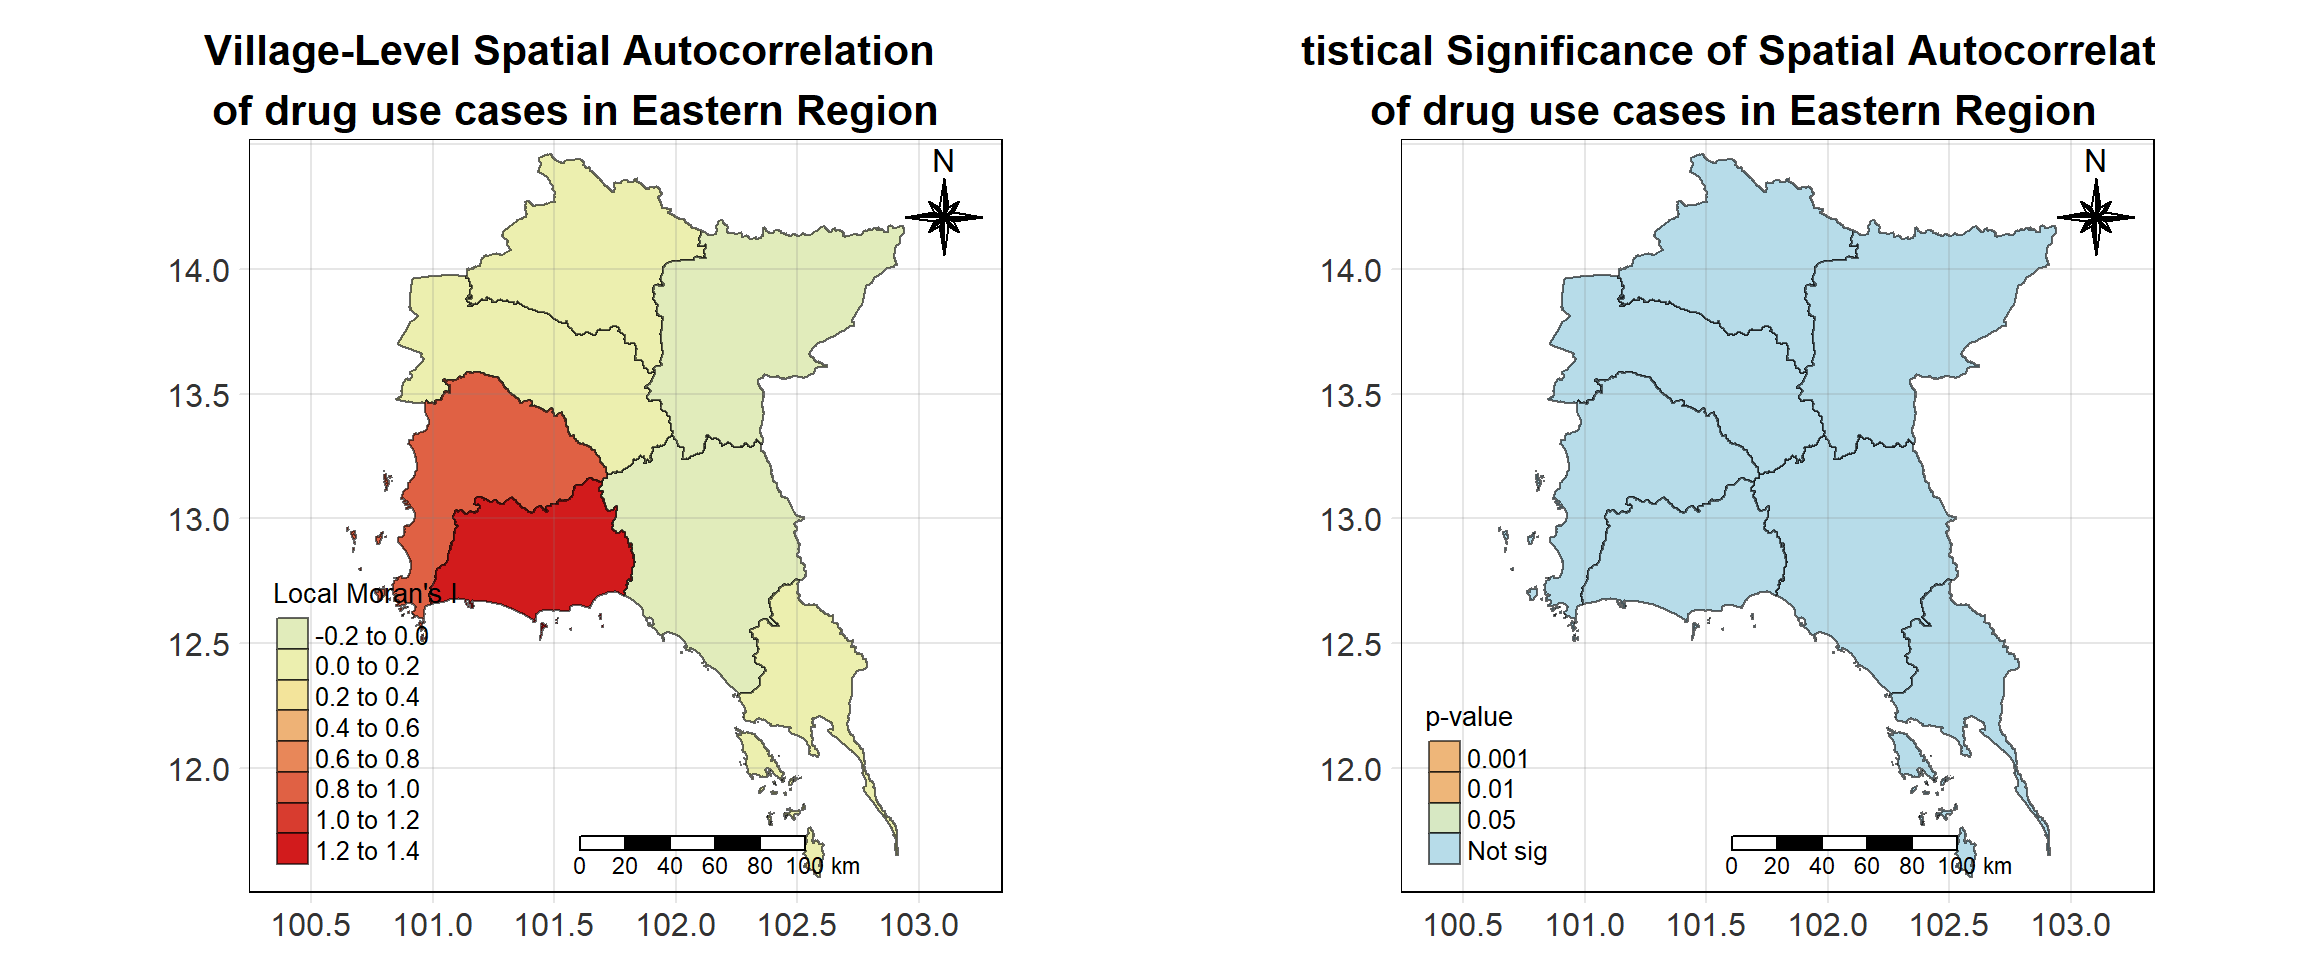 Village-Level Spatial Autocorrelation
of drug use cases in Eastern Region
N
14.0
13.5
13.0
12.5
12.0
Local Moran's I
-0.2 to 0.0
0.0 to 0.2
0.2 to 0.4
0.4 to 0.6
0.6 to 0.8
0.8 to 1.0
1.0 to 1.2
1.2 to 1.4
0 20 40 60 80 100 km
100.5 101.0 101.5 102.0 102.5 103.0
tistical Significance of Spatial Autocorrelat
of drug use cases in Eastern Region
N
14.0
13.5
13.0
12.5
12.0
p-value
0.001
0.01
0.05
Not sig
0 20 40 60 80 100 km
100.5 101.0 101.5 102.0 102.5 103.0